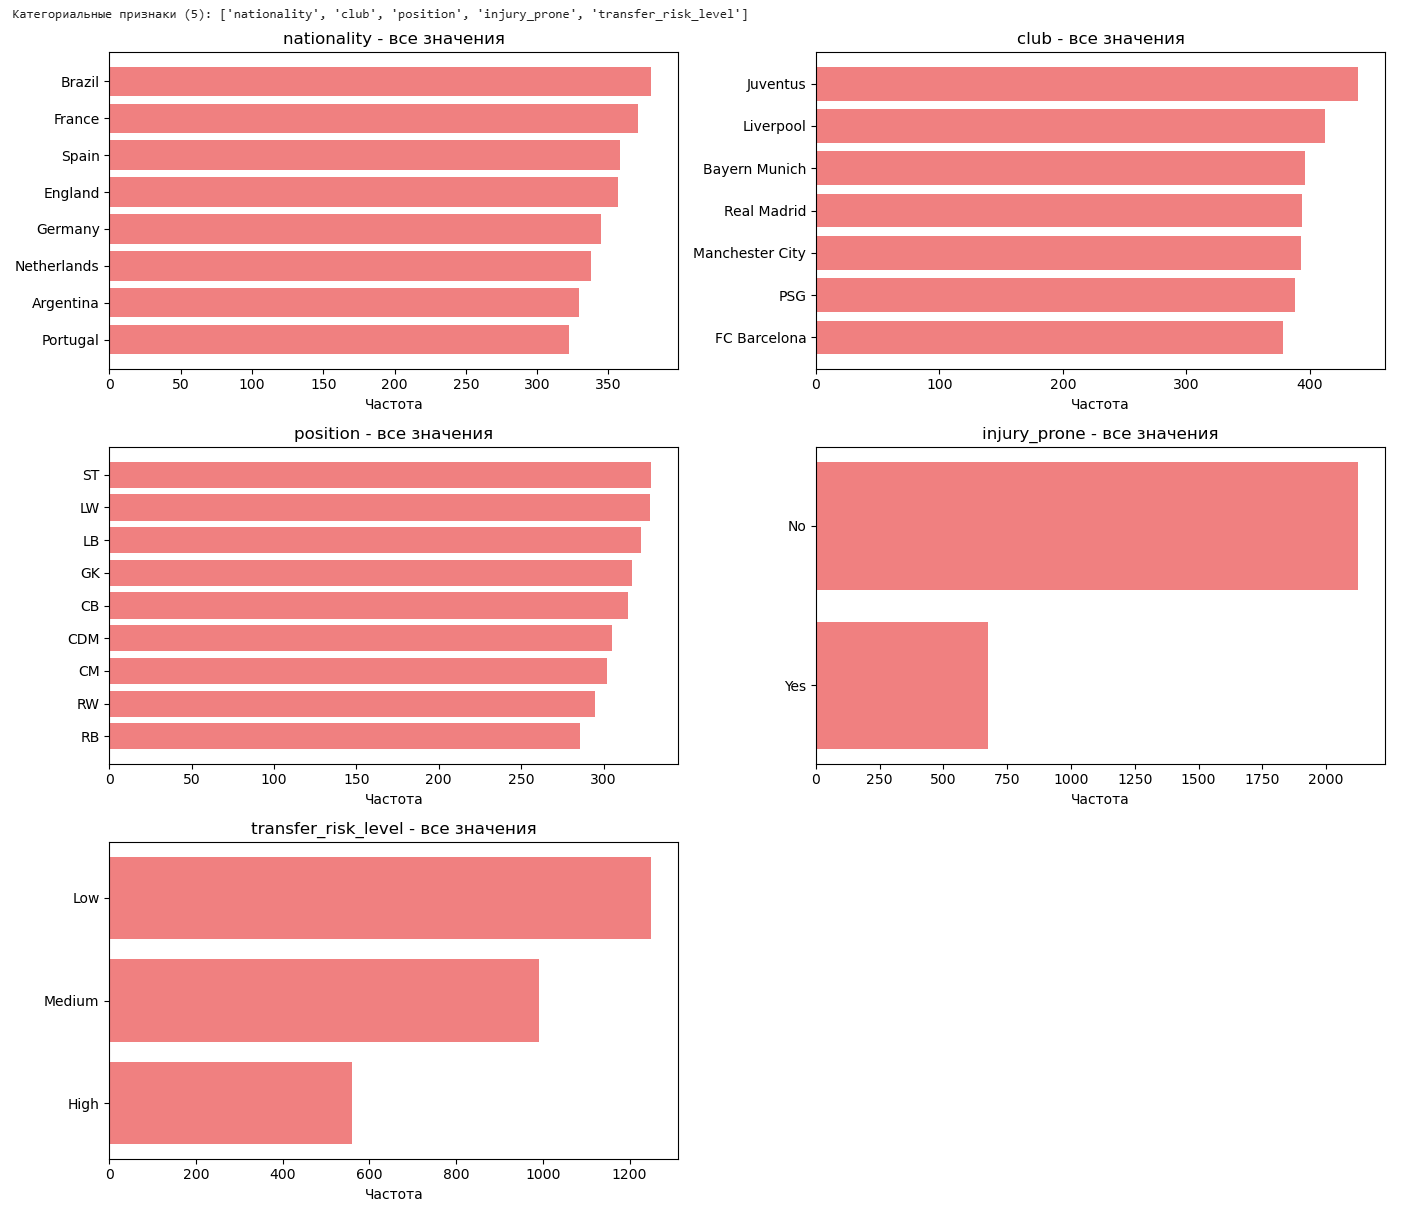 Категориальные признаки (5): ['nationality', 'club', 'position', 'injury_prone', 'transfer_risk_level']
nationality - все значения
Brazil
France
Spain
England
Germany
Netherlands
Argentina
Portugal
0 50 100 150 200 250 300 350
Частота
club - все значения
Juventus
Liverpool
Bayern Munich
Real Madrid
Manchester City
PSG
FC Barcelona
0 100 200 300 400
Частота
position - все значения
ST
LW
LB
GK
CB
CDM
CM
RW
RB
0 50 100 150 200 250 300
Частота
injury_prone - все значения
No
Yes
0 250 500 750 1000 1250 1500 1750 2000
Частота
transfer_risk_level - все значения
Low
Medium
High
0 200 400 600 800 1000 1200
Частота